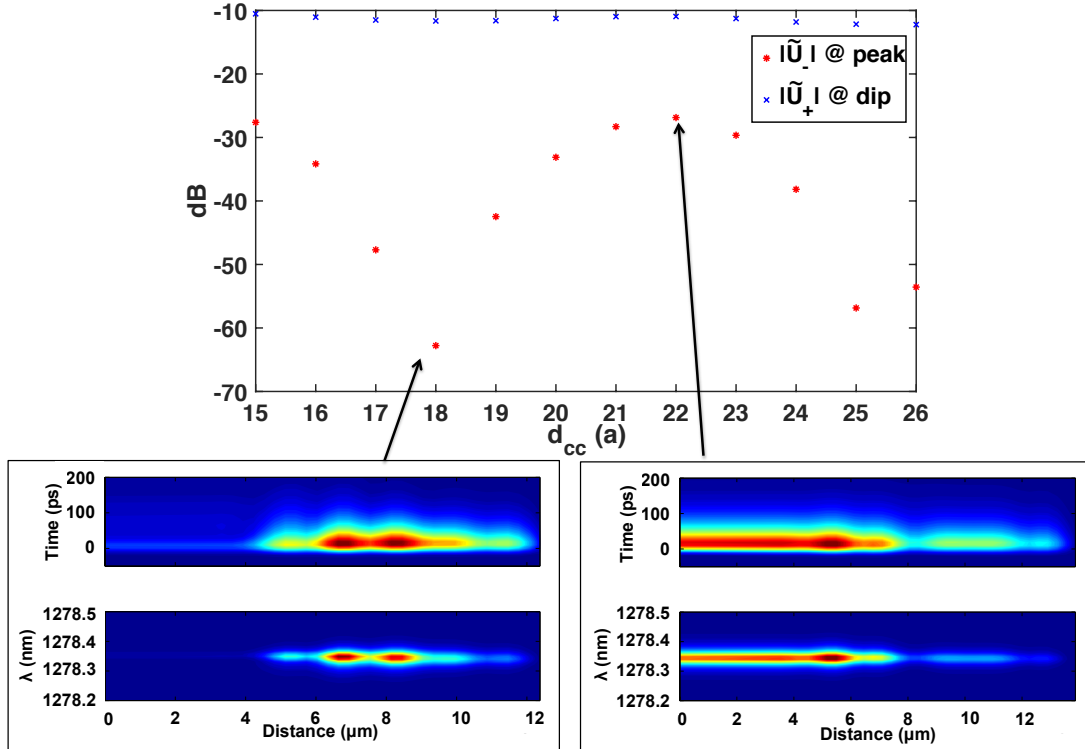 -10
-20
-30
-40
-50
-60
-70
dB
|Ũ_-| @ peak
|Ũ_+| @ dip
15 16 17 18 19 20 21 22 23 24 25 26
d_cc (a)
200
100
0
Time (ps)
1278.5
1278.4
1278.3
1278.2
λ (nm)
0 2 4 6 8 10 12
Distance (μm)
200
100
0
Time (ps)
1278.5
1278.4
1278.3
1278.2
λ (nm)
0 2 4 6 8 10 12
Distance (μm)